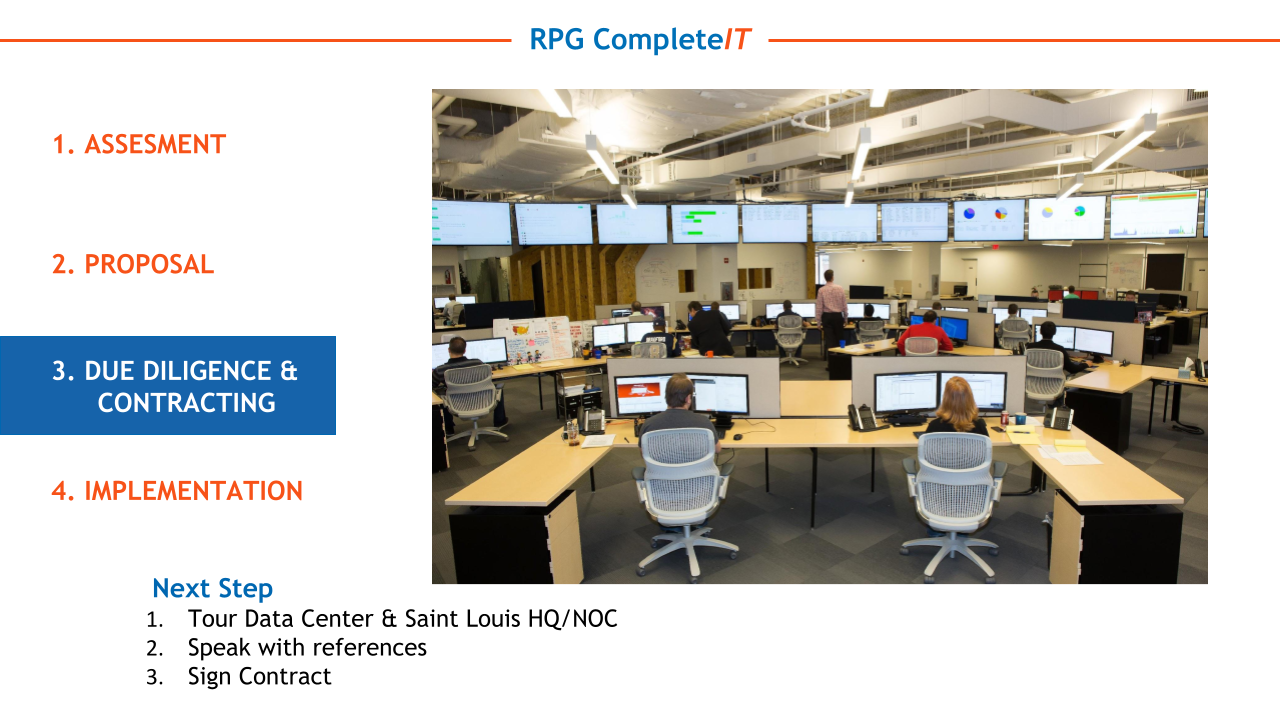 RPG CompleteIT
1. ASSESMENT
2. PROPOSAL
3. DUE DILIGENCE &
CONTRACTING
4. IMPLEMENTATION
Next Step
1. Tour Data Center & Saint Louis HQ/NOC
2. Speak with references
3. Sign Contract